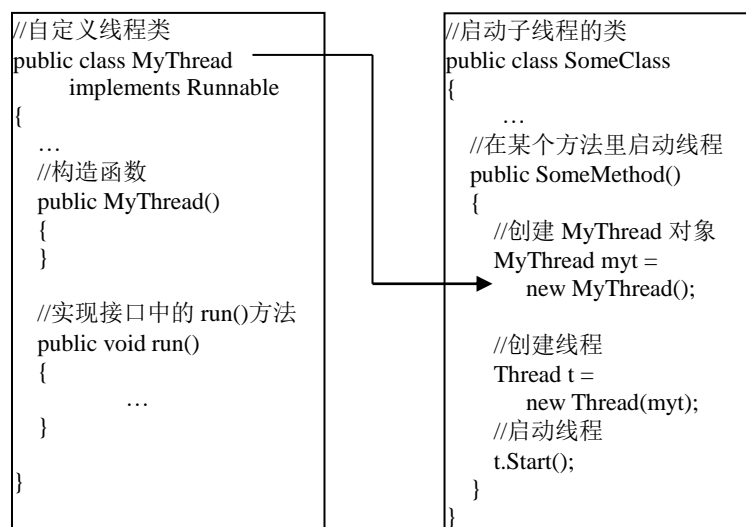 //自定义线程类
public class MyThread
implements Runnable
{
…
//构造函数
public MyThread()
{
}
//实现接口中的 run()方法
public void run()
{
…
}
}
//启动子线程的类
public class SomeClass
{
…
//在某个方法里启动线程
public SomeMethod()
{
//创建 MyThread 对象
MyThread myt =
new MyThread();
//创建线程
Thread t =
new Thread(myt);
//启动线程
t.Start();
}
}